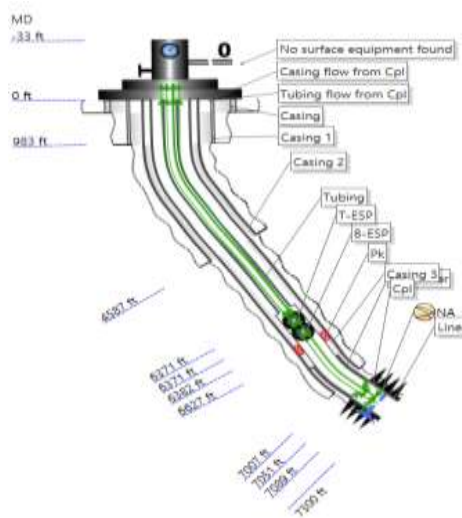 MD
-33 ft
0
No surface equipment found
Casing flow from Cpl
0 ft
Tubing flow from Cpl
Casing
983 ft
Casing 1
Casing 2
Tubing
T-ESP
B-ESP
Pk
Casing 3
Cpl
NA
Line
4587 ft
6371 ft
6371 ft
6382 ft
6627 ft
7007 ft
7051 ft
7089 ft
7300 ft